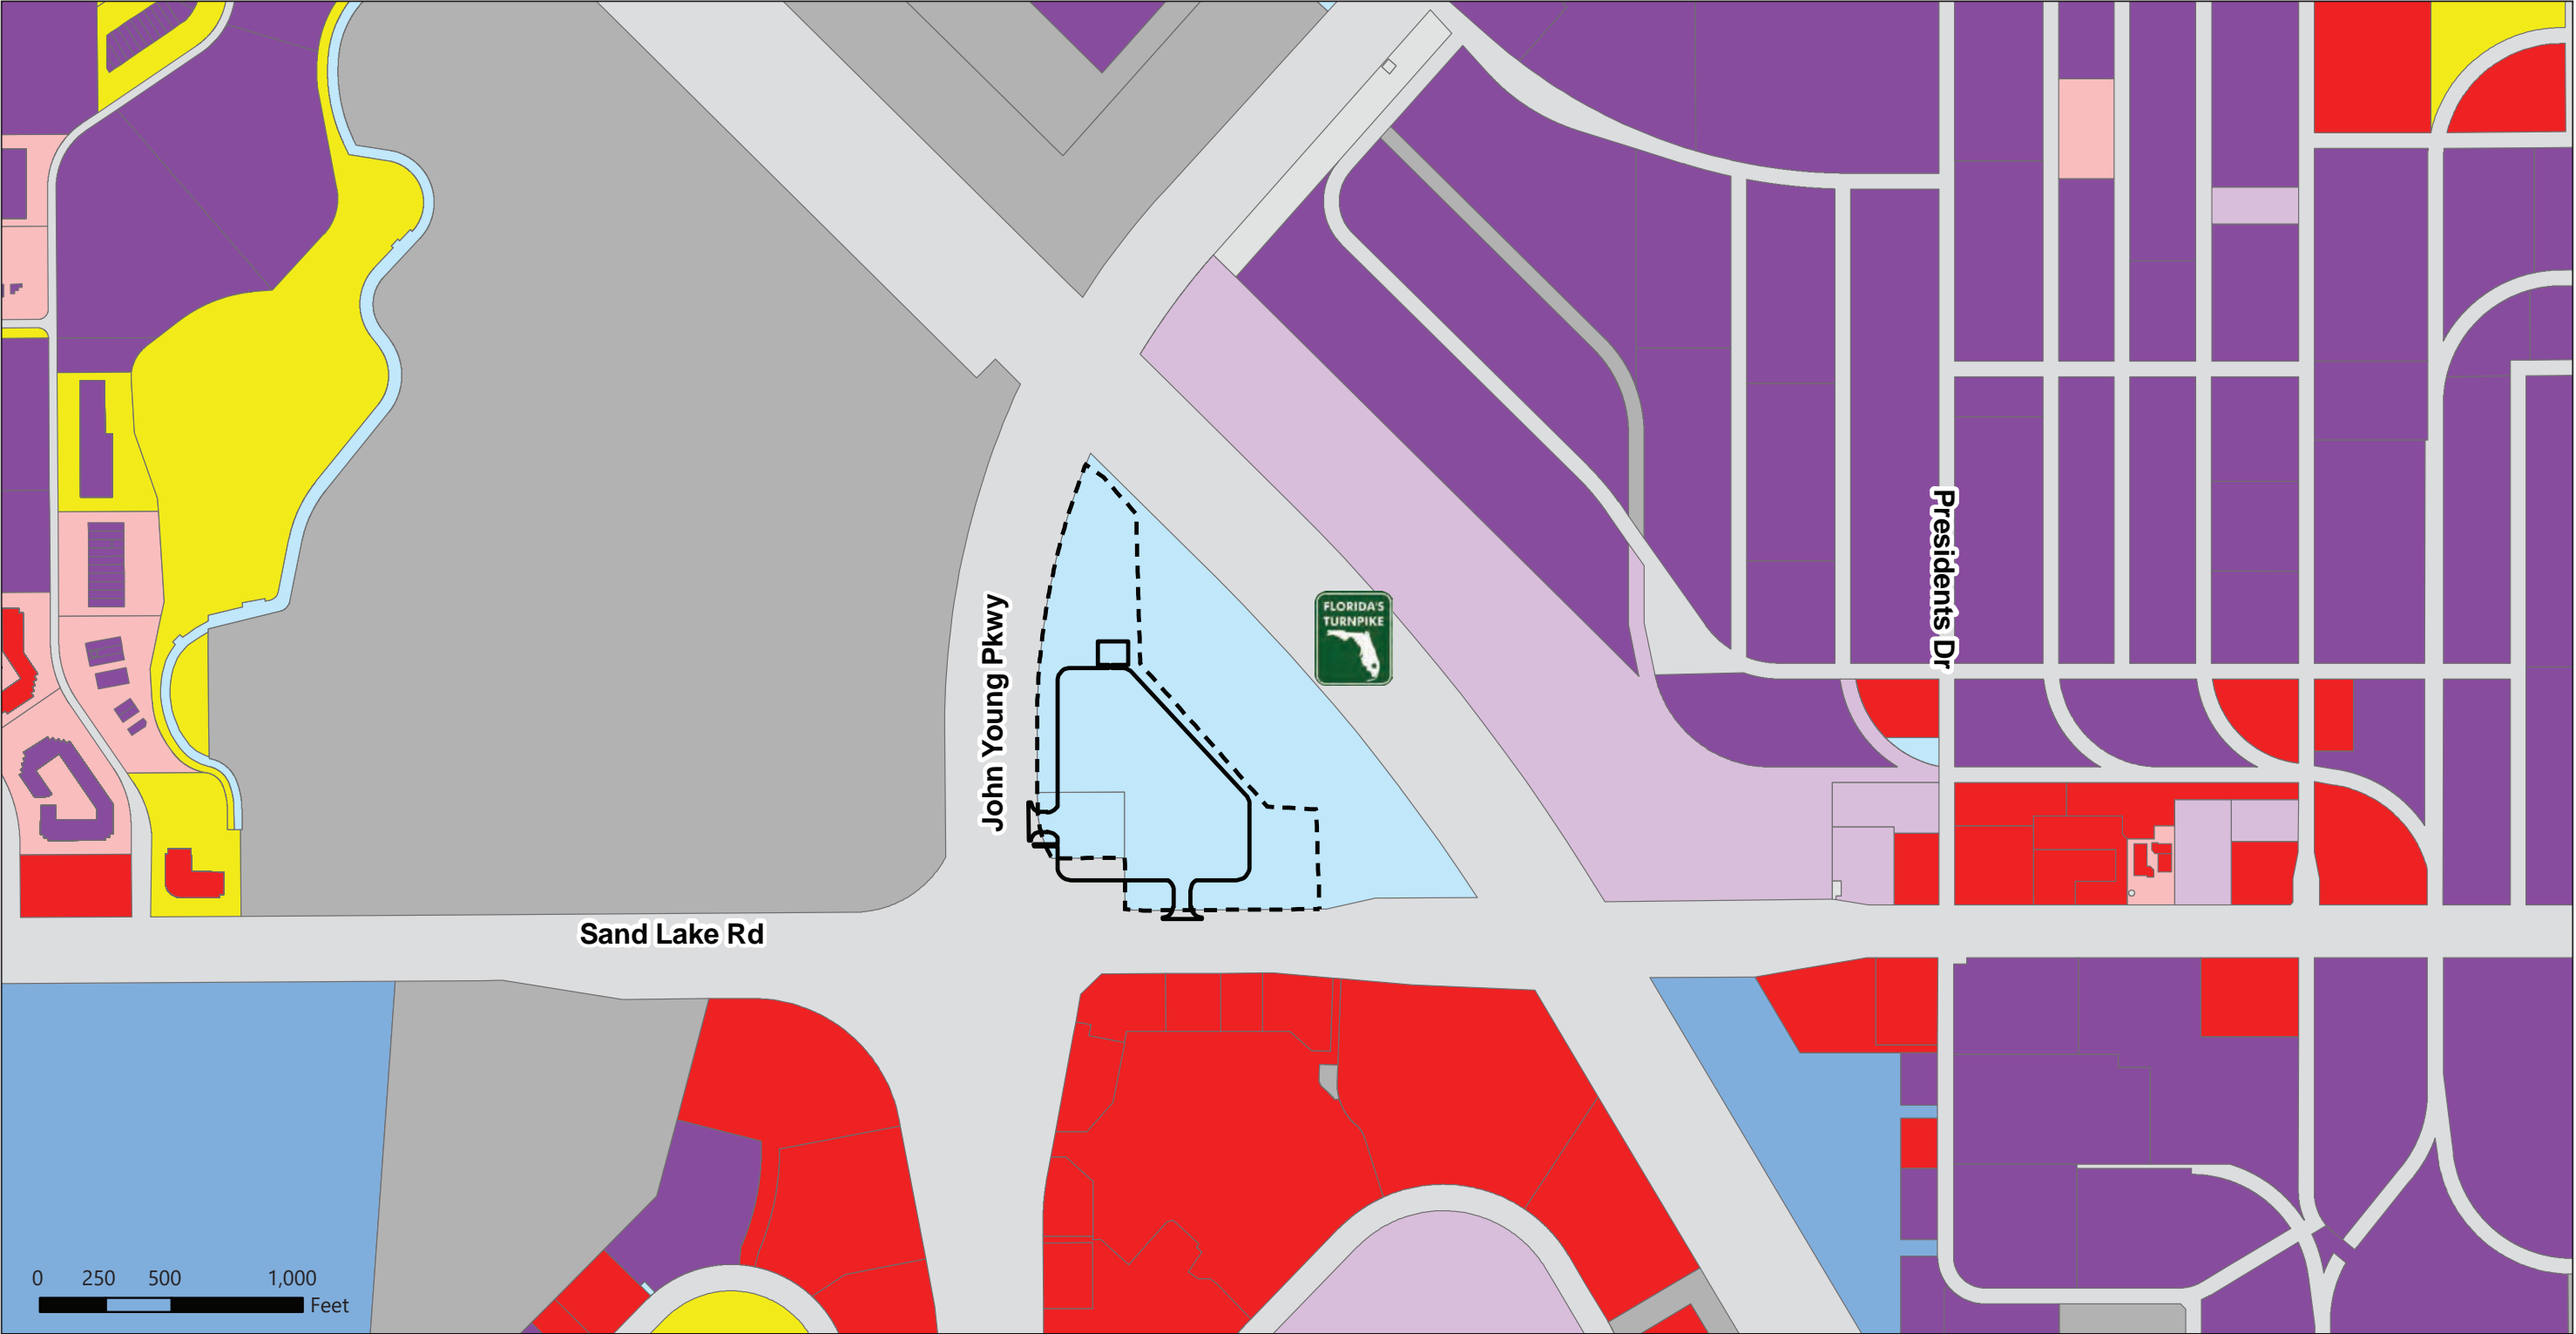 Presidents Dr
FLORIDA'S
TURNPIKE
John Young Pkwy
Sand Lake Rd
0 250 500 1,000
Feet